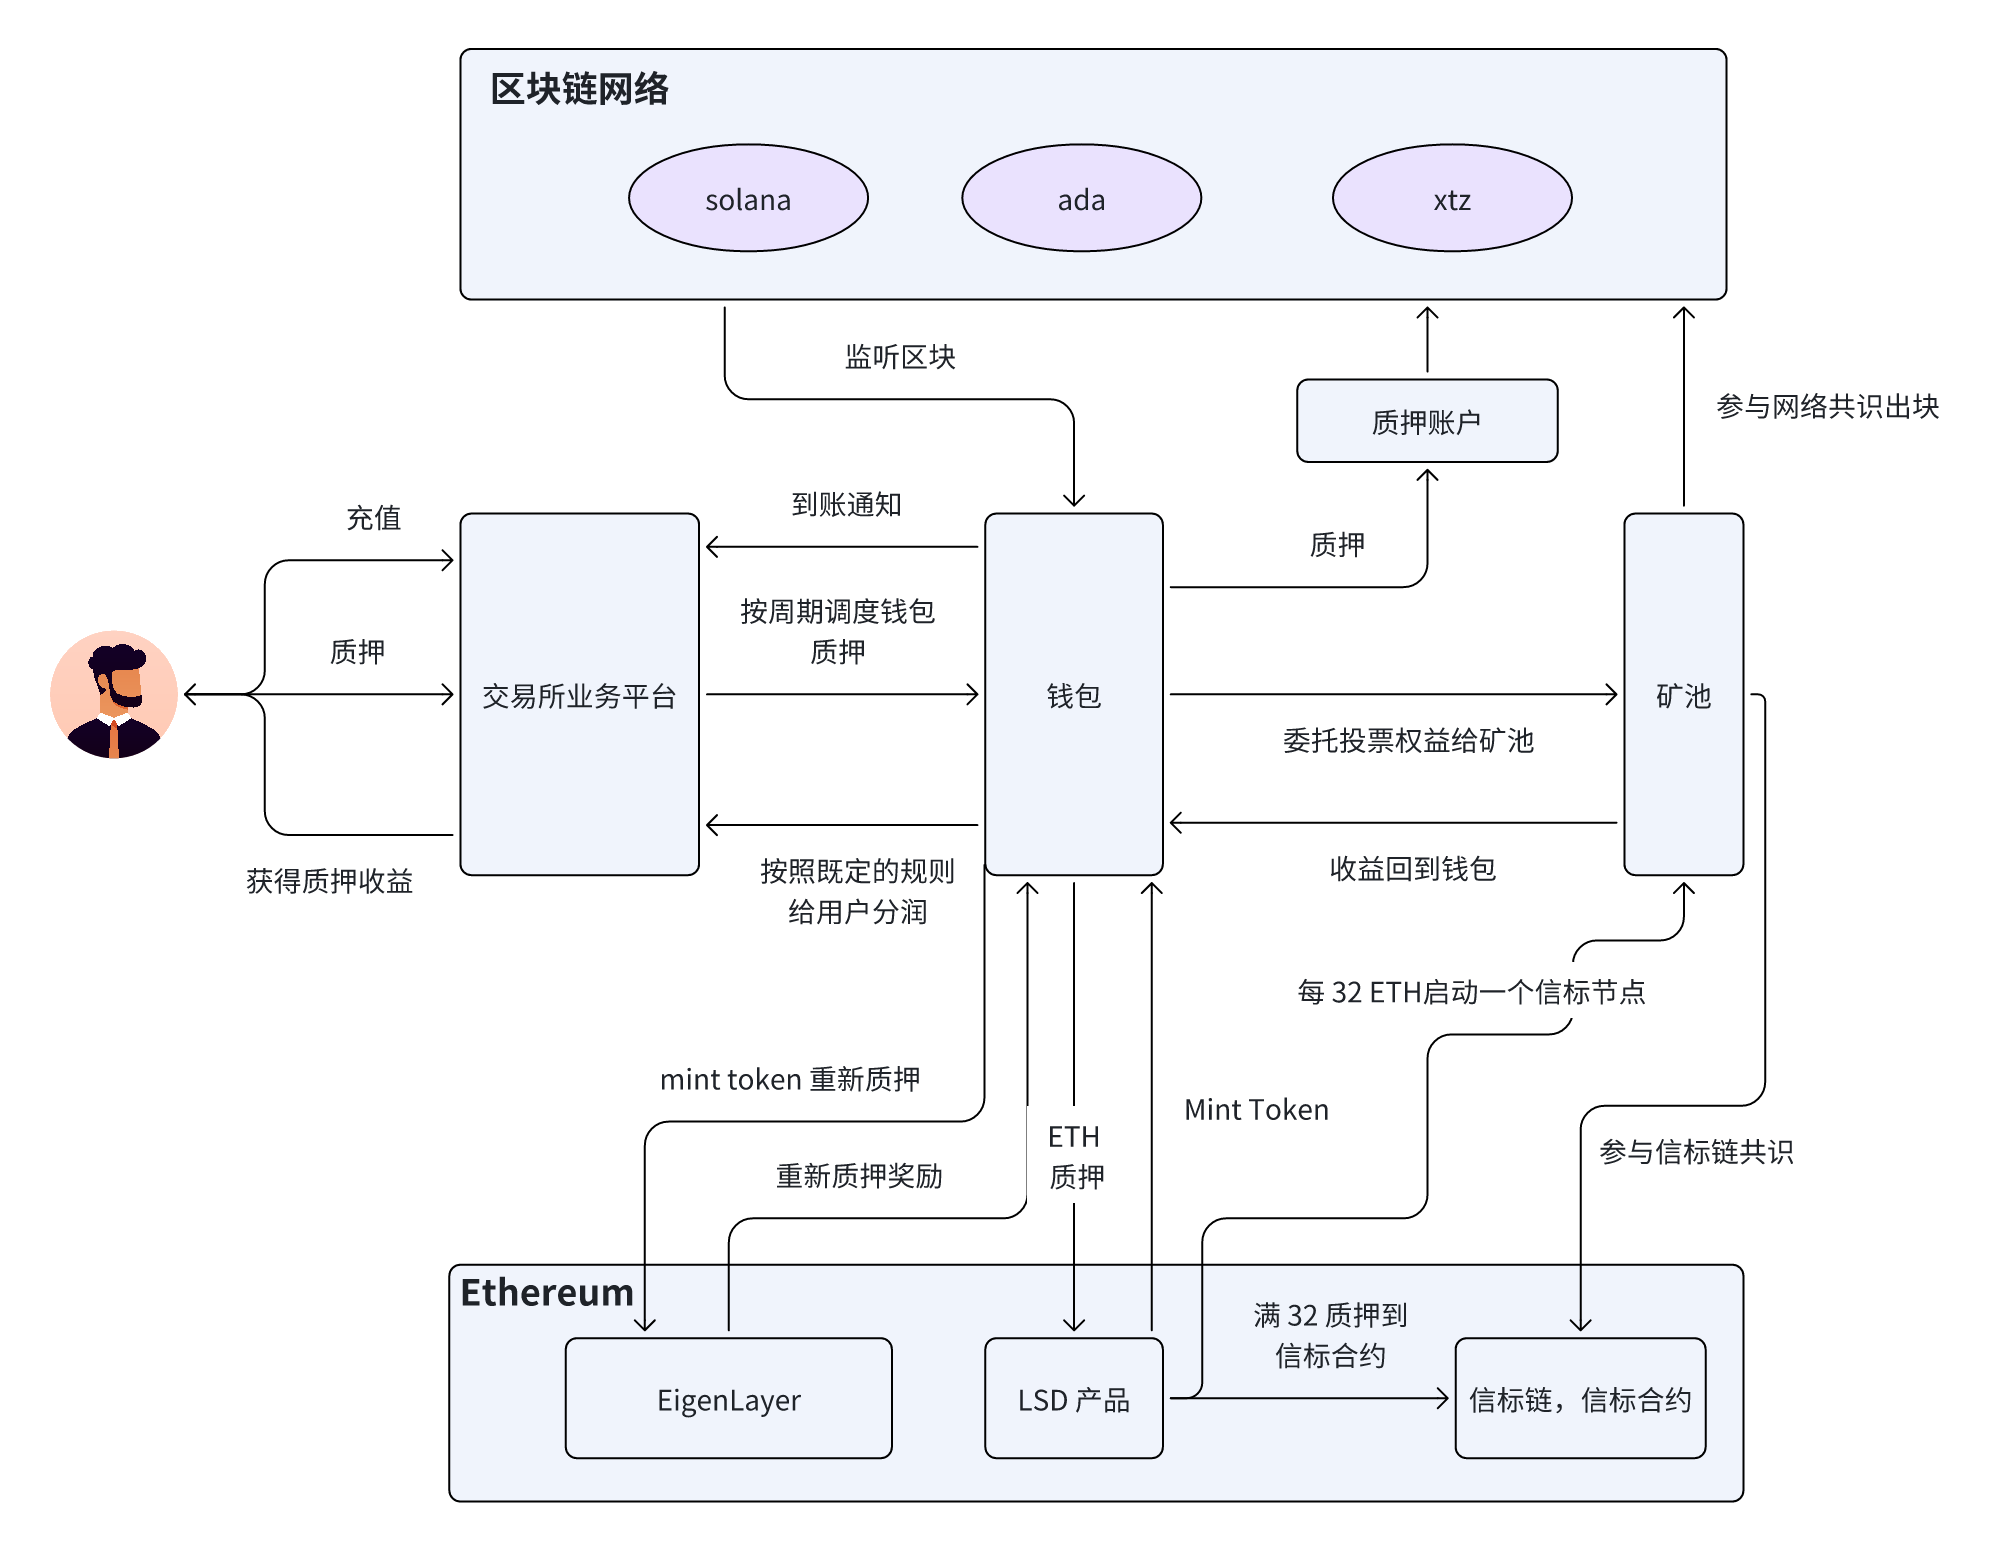 区块链网络
solana
ada
xtz
监听区块
质押账户
参与网络共识出块
充值
到账通知
质押
按周期调度钱包
质押
质押
交易所业务平台
钱包
矿池
委托投票权益给矿池
获得质押收益
按照既定的规则
给用户分润
收益回到钱包
每 32 ETH启动一个信标节点
mint token 重新质押
Mint Token
ETH
质押
参与信标链共识
重新质押奖励
Ethereum
满 32 质押到
信标合约
EigenLayer
LSD 产品
信标链，信标合约